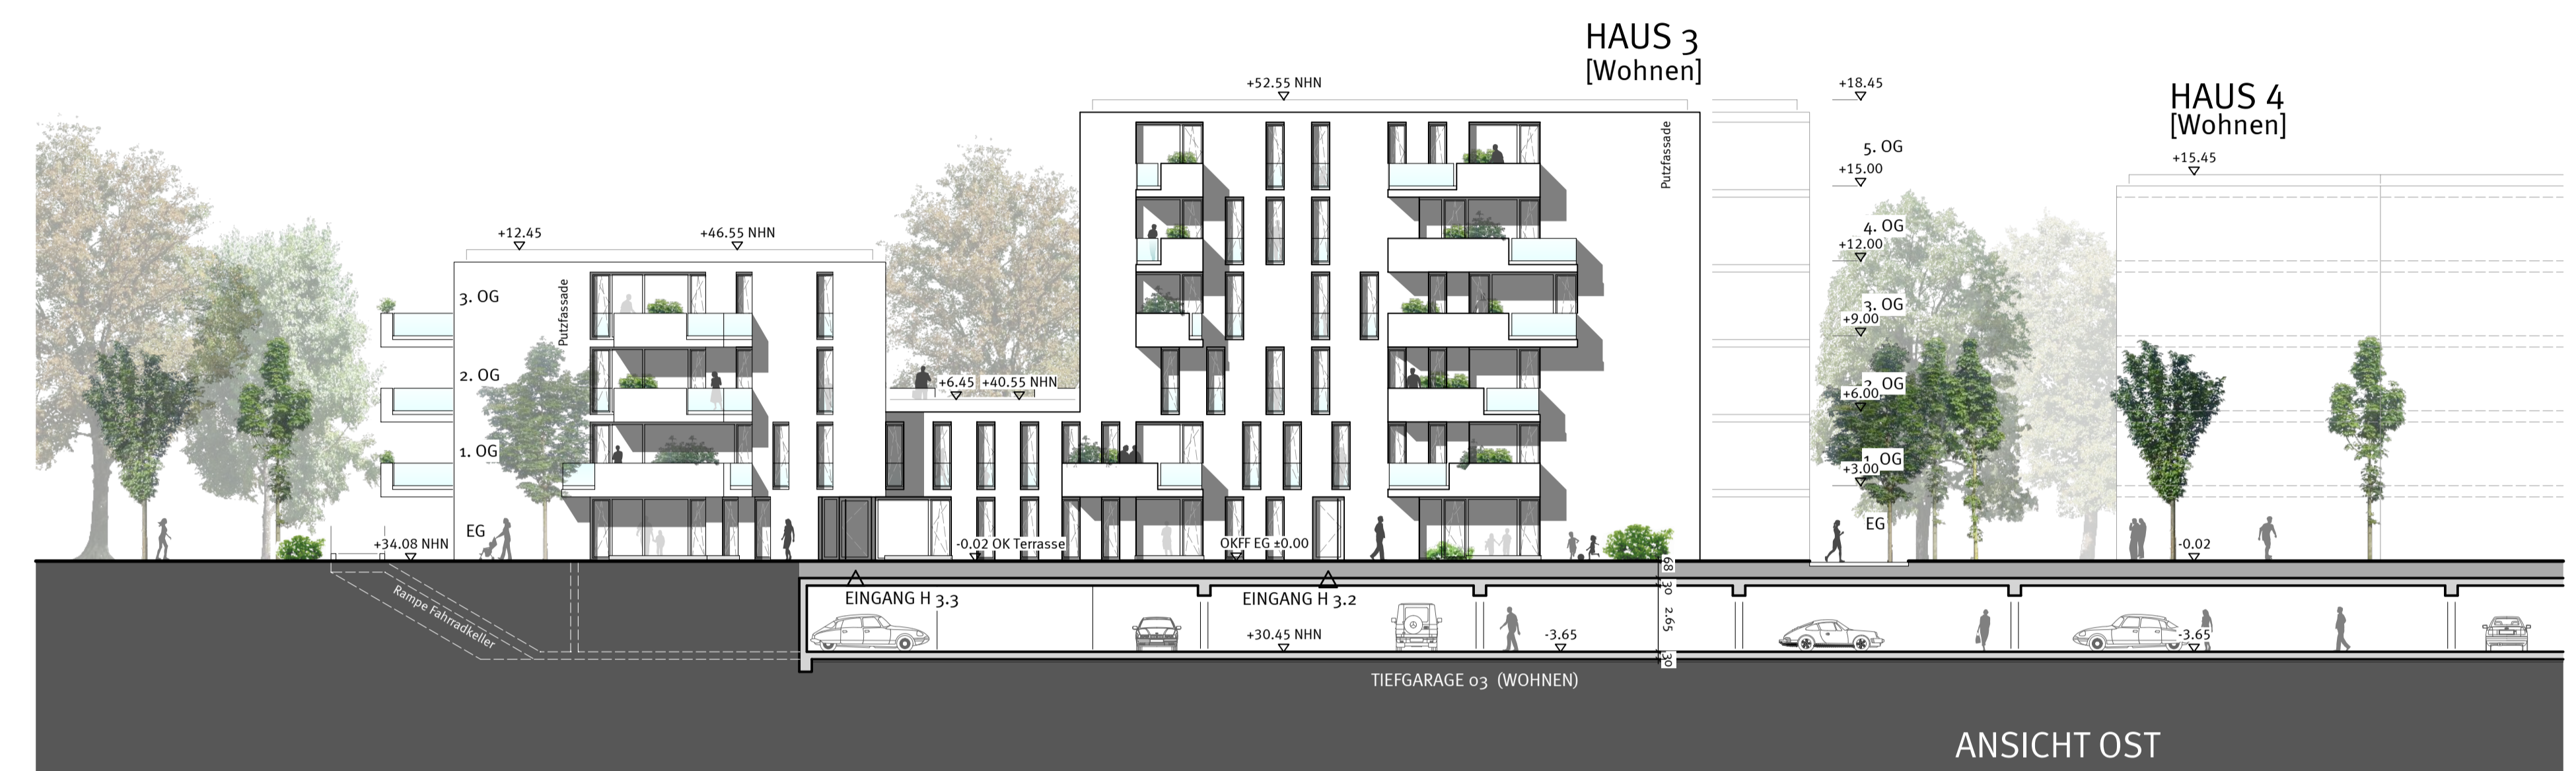 HAUS 3
[Wohnen]
HAUS 4
[Wohnen]
+52.55 NHN
+18.45
5. OG
+15.00
+15.45
Putzfassade
4. OG
+12.00
+12.45
+46.55 NHN
3. OG
Putzfassade
3. OG
+9.00
2. OG
+6.45
+40.55 NHN
2. OG
+6.00
1. OG
1. OG
+3.00
EG
EG
+34.08 NHN
-0.02 OK Terrasse
OKFF EG ±0.00
-0.02
68
30
2.65
30
EINGANG H 3.3
EINGANG H 3.2
Rampe Fahrradkeller
+30.45 NHN
-3.65
-3.65
TIEFGARAGE 03 (WOHNEN)
ANSICHT OST